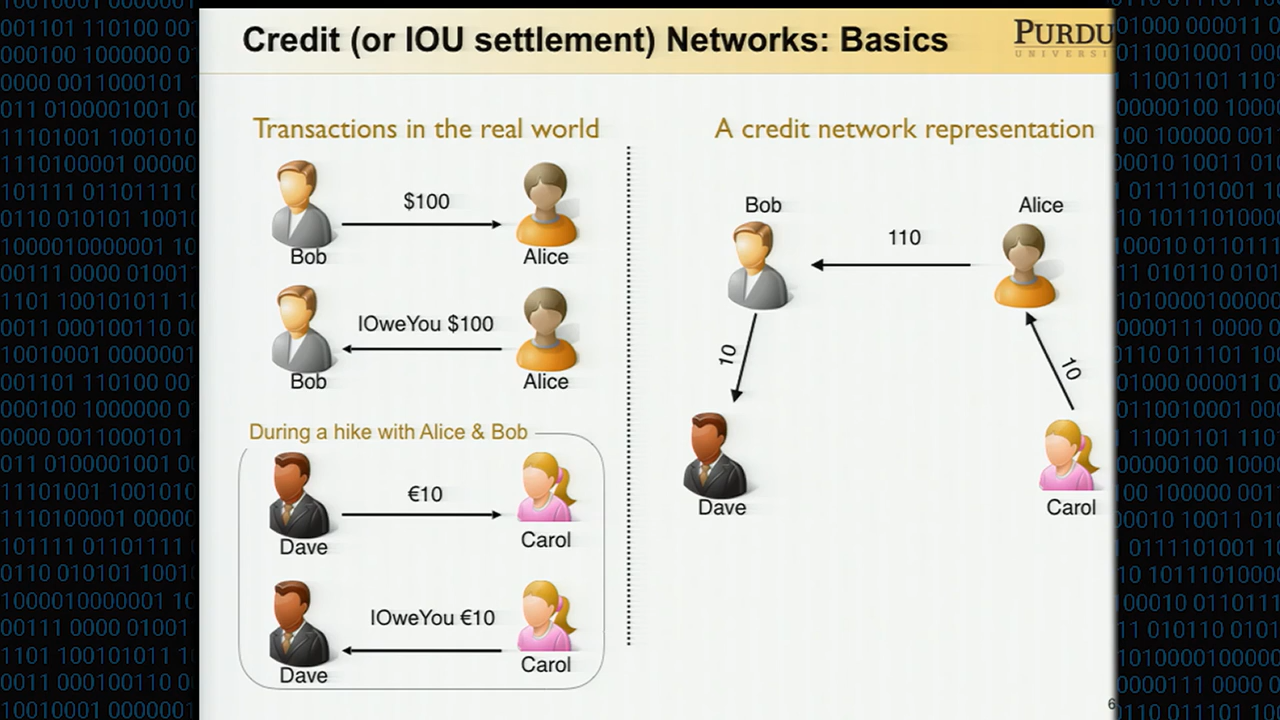 Credit (or IOU settlement) Networks: Basics
PURDU
UNIVERSI
Transactions in the real world
$100
Bob
Alice
IOweYou $100
Bob
Alice
During a hike with Alice & Bob
€10
Dave
Carol
IOweYou €10
Dave
Carol
A credit network representation
Bob
Alice
110
10
10
Dave
Carol
6